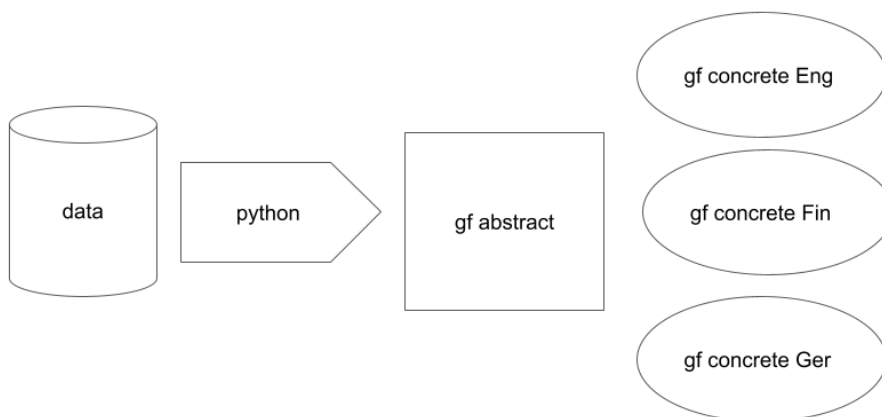 data
python
gf abstract
gf concrete Eng
gf concrete Fin
gf concrete Ger